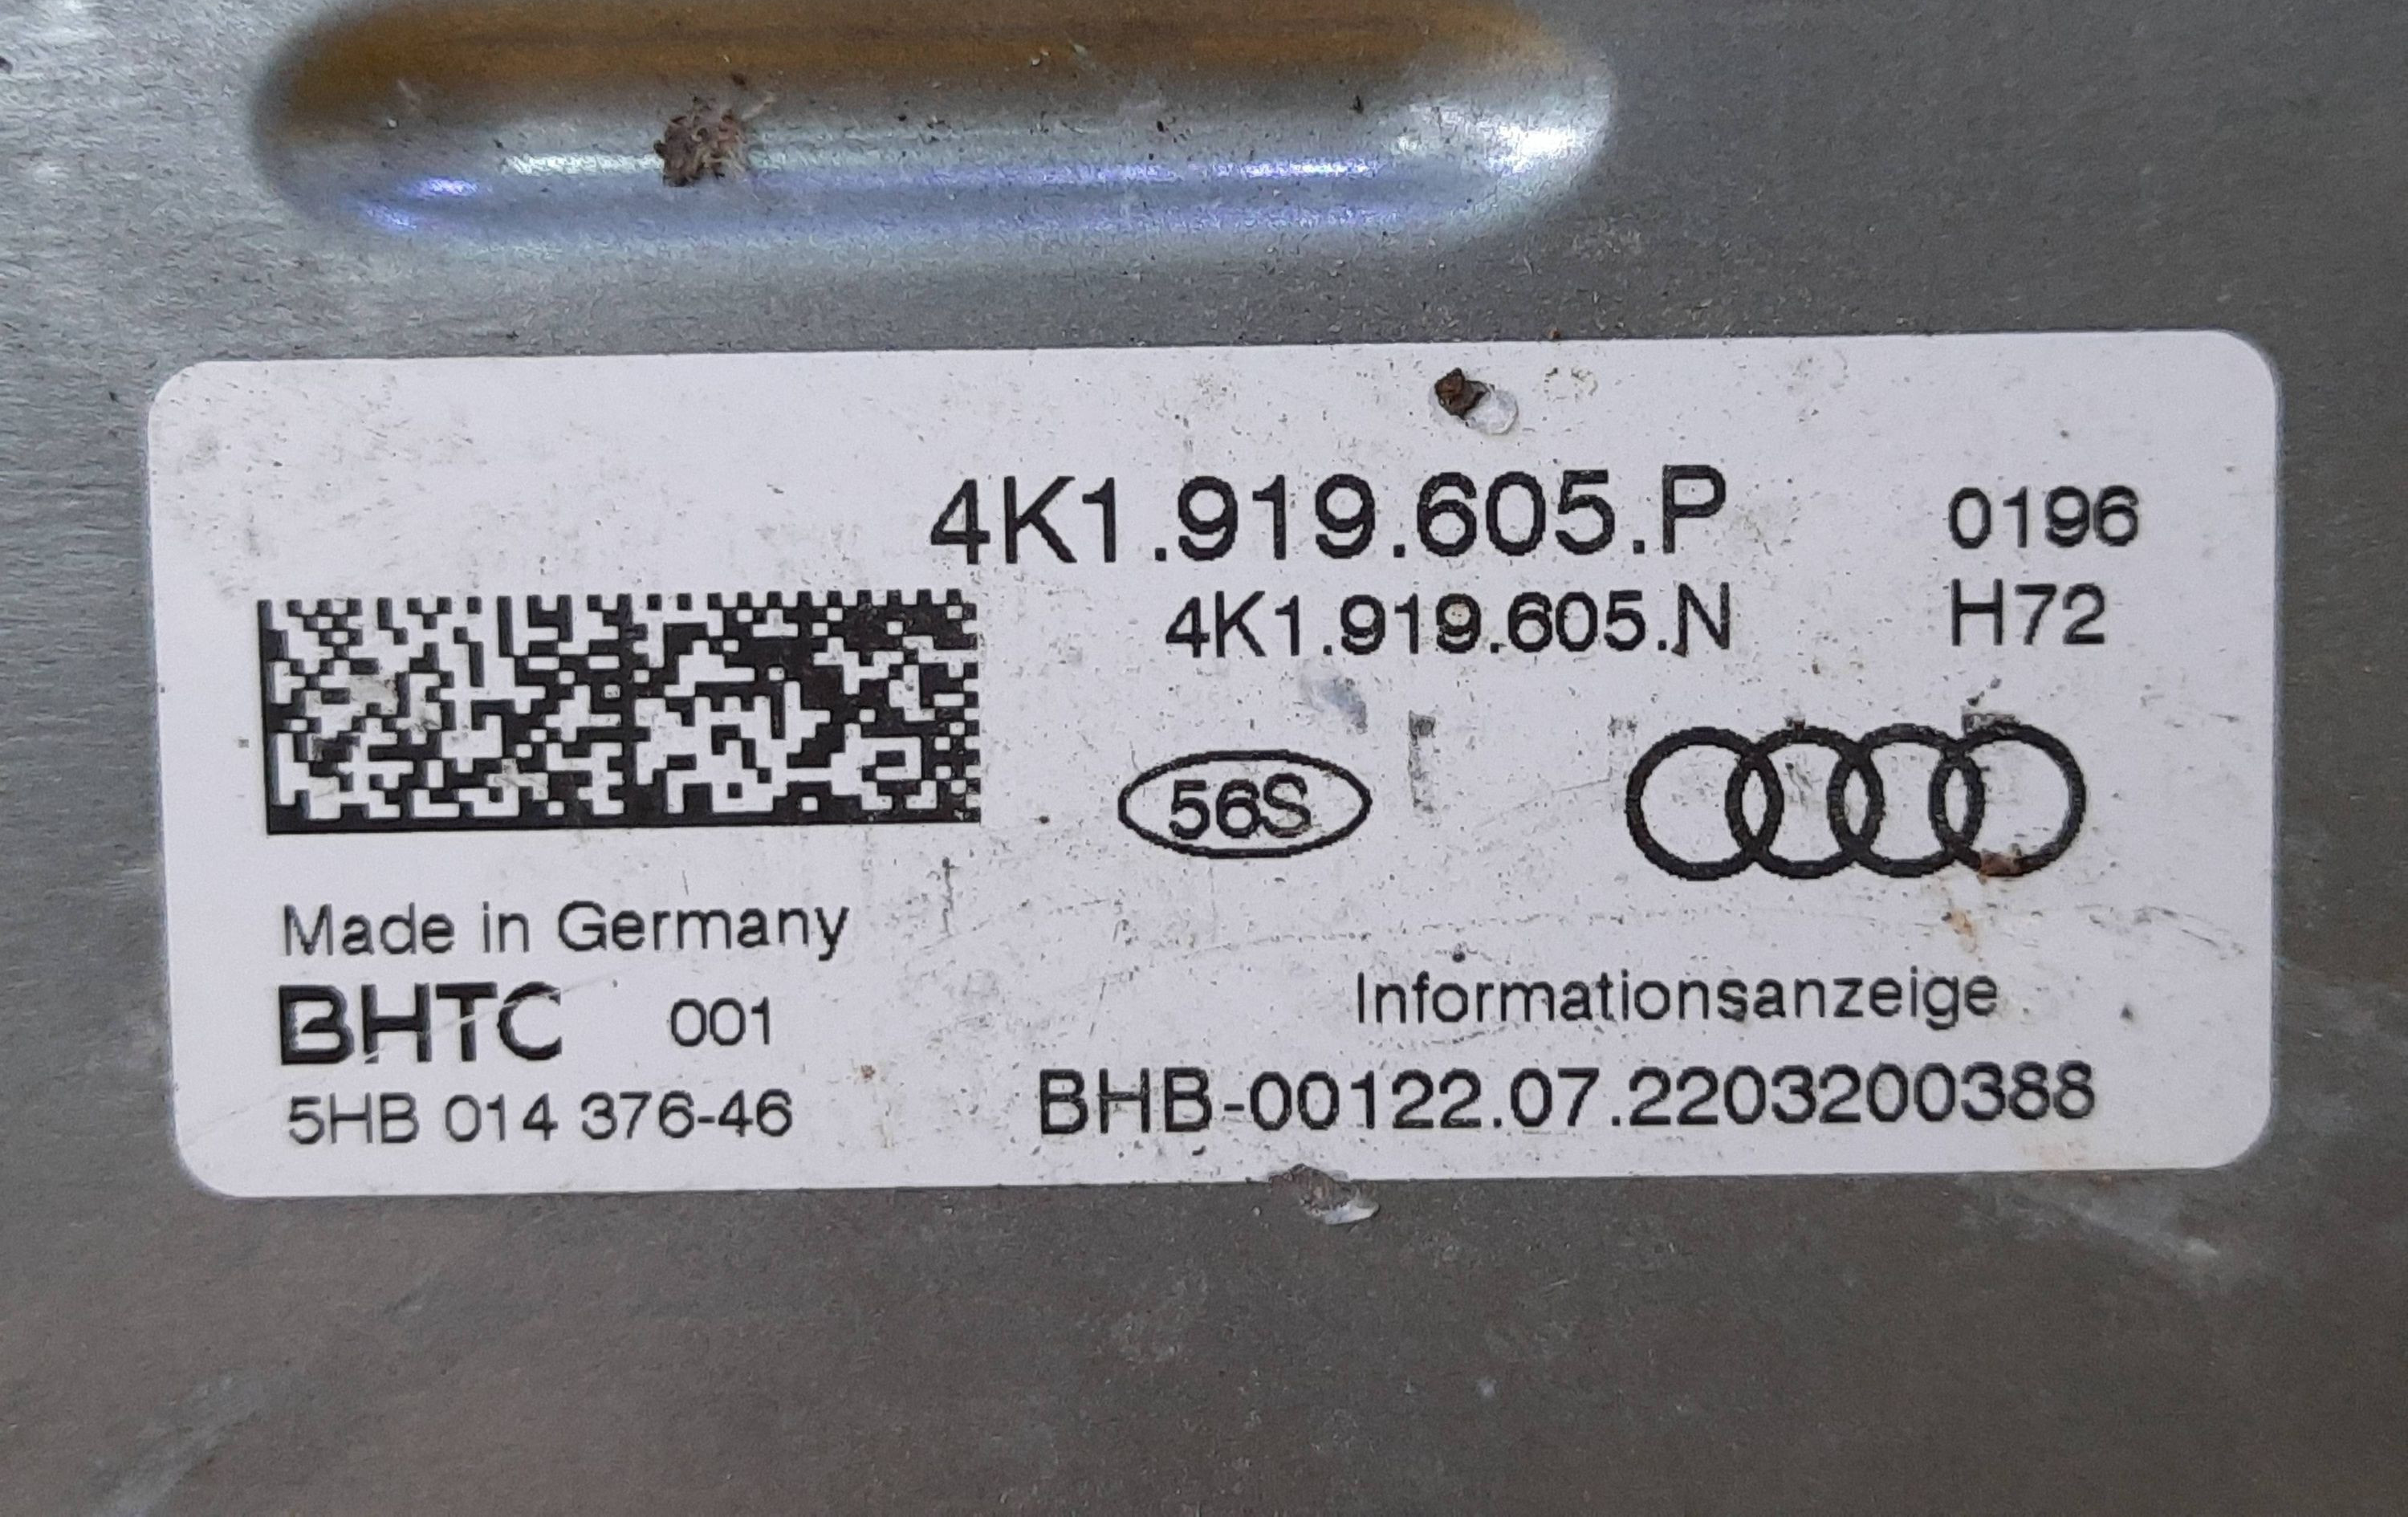 4K1.919.605.P 0196
4K1.919.605.N H72
56S
Made in Germany
BHTC 001
Informationsanzeige
5HB 014 376-46
BHB-00122.07.2203200388